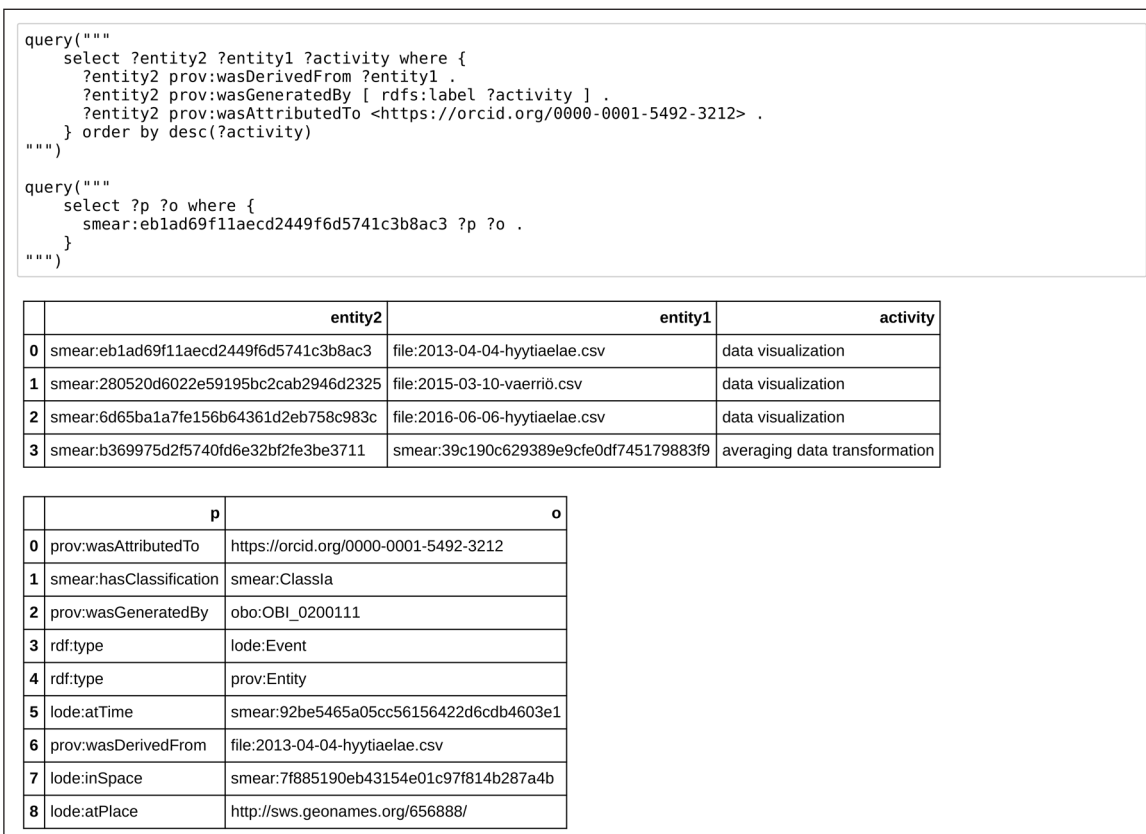 query("""
    select ?entity2 ?entity1 ?activity where {
      ?entity2 prov:wasDerivedFrom ?entity1 .
      ?entity2 prov:wasGeneratedBy [ rdfs:label ?activity ] .
      ?entity2 prov:wasAttributedTo <https://orcid.org/0000-0001-5492-3212> .
    } order by desc(?activity)
""")
query("""
    select ?p ?o where {
      smear:eb1ad69f11aecd2449f6d5741c3b8ac3 ?p ?o .
    }
""")
entity2 entity1 activity
0 smear:eb1ad69f11aecd2449f6d5741c3b8ac3 file:2013-04-04-hyytiaelae.csv data visualization
1 smear:280520d6022e59195bc2cab2946d2325 file:2015-03-10-vaerriö.csv data visualization
2 smear:6d65ba1a7fe156b64361d2eb758c983c file:2016-06-06-hyytiaelae.csv data visualization
3 smear:b369975d2f5740fd6e32bf2fe3be3711 smear:39c190c629389e9cfe0df745179883f9 averaging data transformation
p o
0 prov:wasAttributedTo https://orcid.org/0000-0001-5492-3212
1 smear:hasClassification smear:ClassIa
2 prov:wasGeneratedBy obo:OBI_0200111
3 rdf:type lode:Event
4 rdf:type prov:Entity
5 lode:atTime smear:92be5465a05cc56156422d6cdb4603e1
6 prov:wasDerivedFrom file:2013-04-04-hyytiaelae.csv
7 lode:inSpace smear:7f885190eb43154e01c97f814b287a4b
8 lode:atPlace http://sws.geonames.org/656888/